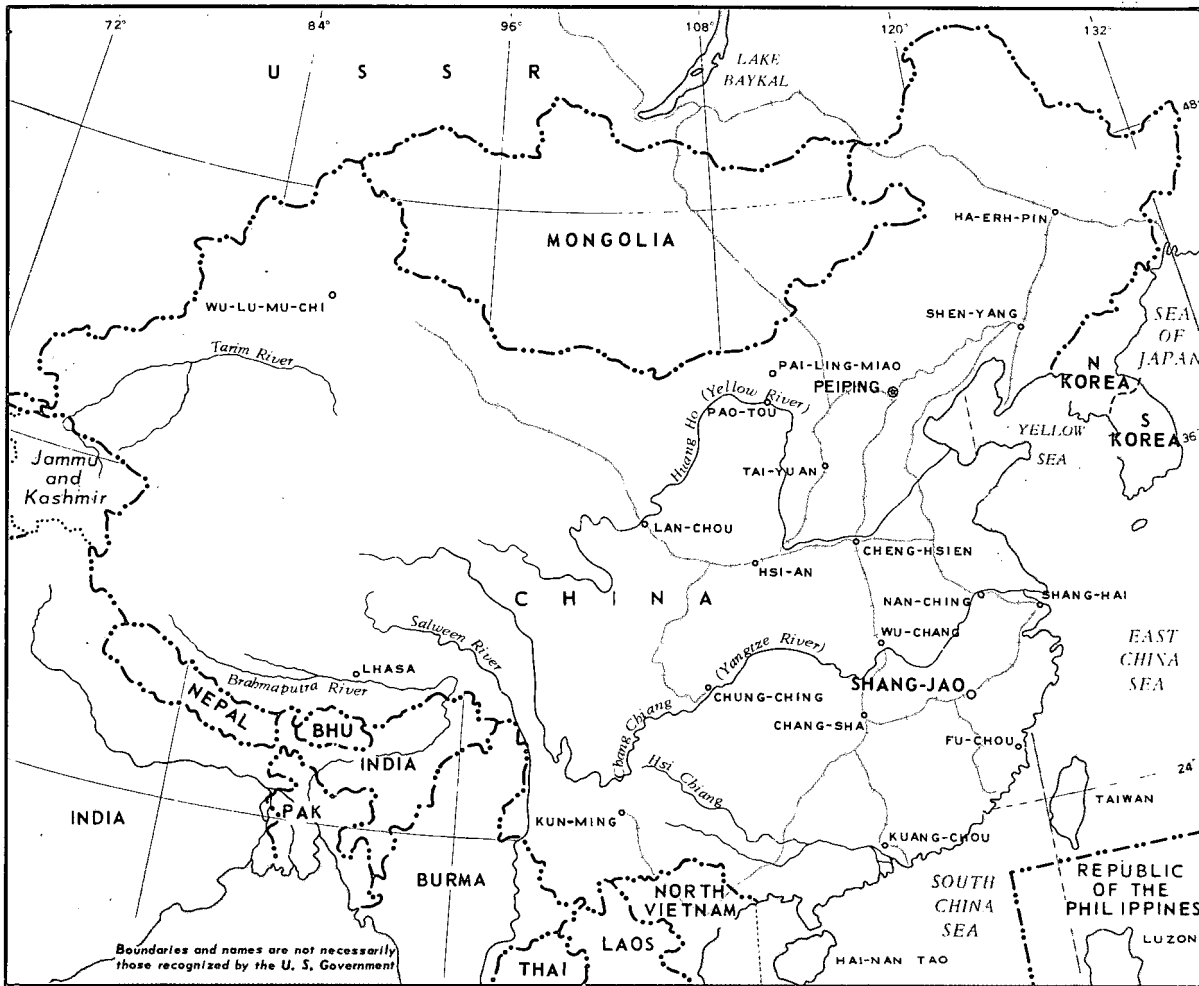 72°
84°
96°
108°
120°
132°
U S S R
LAKE
BAYKAL
48°
HA-ERH-PIN
MONGOLIA
WU-LU-MU-CHI
SHEN-YANG
SEA
OF
JAPAN
Tarim River
PAI-LING-MIAO
PEIPING
N
KOREA
Huang Ho (Yellow River)
PAO-TOU
S
KOREA
36°
YELLOW
SEA
Jammu
and
Kashmir
TAI-YUAN
LAN-CHOU
CHENG-HSIEN
HSI-AN
C H I N A
NAN-CHING
SHANG-HAI
Salween River
WU-CHANG
EAST
CHINA
SEA
LHASA
Brahmaputra River
Chang Chiang (Yangtze River)
SHANG-JAO
CHUNG-CHING
CHANG-SHA
NEPAL
BHU
FU-CHOU
INDIA
Hsi Chiang
24°
TAIWAN
INDIA
PAK
KUN-MING
KUANG-CHOU
BURMA
NORTH
VIETNAM
SOUTH
CHINA
SEA
REPUBLIC
OF THE
PHILIPPINES
LAOS
LUZON
Boundaries and names are not necessarily
those recognized by the U. S. Government
THAI
HAI-NAN TAO